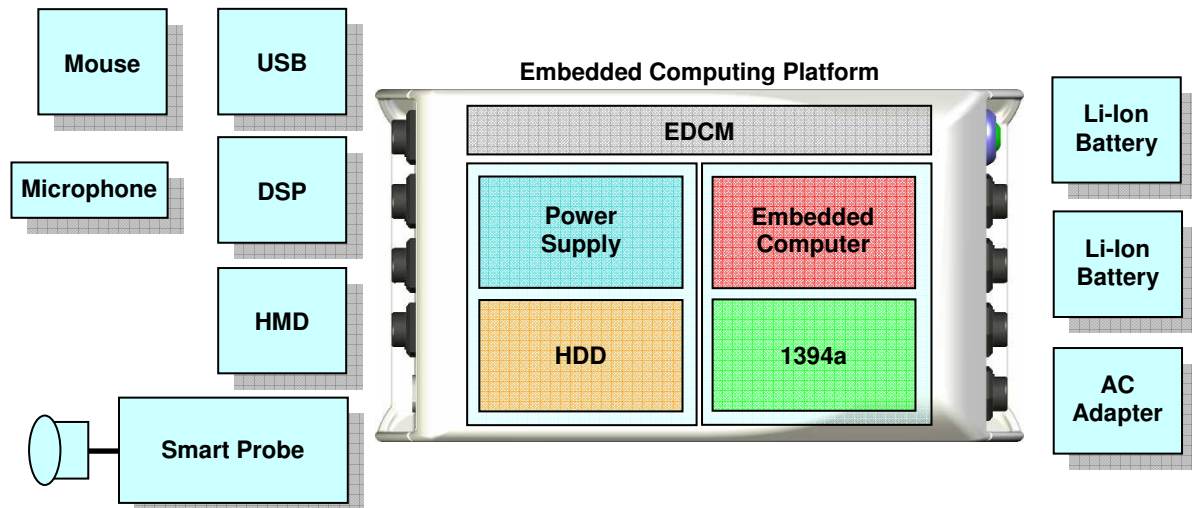 Mouse
USB
Embedded Computing Platform
Li-Ion
Battery
EDCM
Microphone
DSP
Power
Supply
Embedded
Computer
Li-Ion
Battery
HMD
HDD
1394a
AC
Adapter
Smart Probe